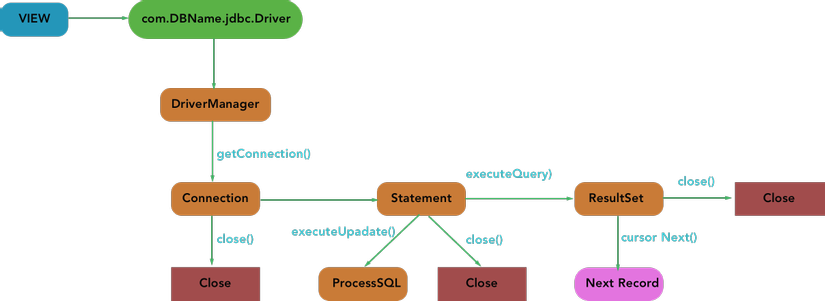 VIEW
com.DBName.jdbc.Driver
DriverManager
getConnection()
Connection
Statement
executeQuery)
ResultSet
close()
Close
close()
executeUpadate()
close()
cursor Next()
Close
ProcessSQL
Close
Next Record